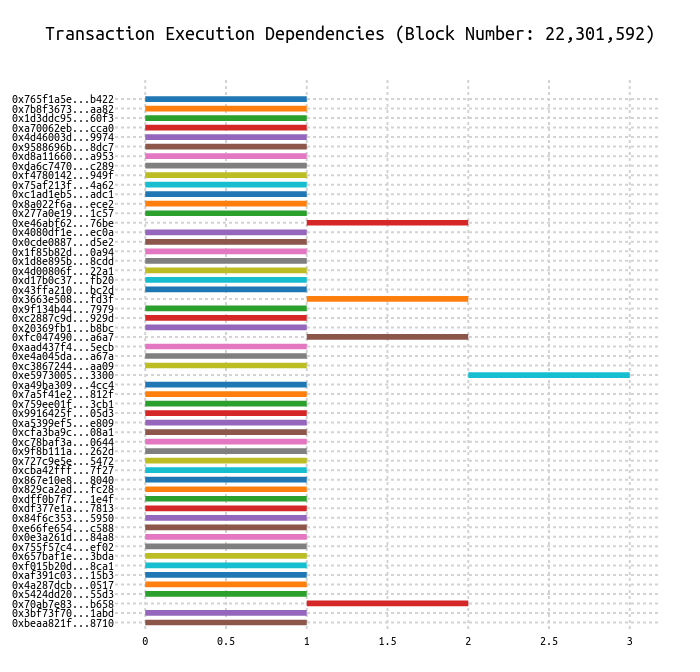 Transaction Execution Dependencies (Block Number: 22,301,592)
0x765f1a5e...b422
0x7b8f3673...aa82
0x1d3ddc95...60f3
0xa70062eb...cca0
0x4d46003d...9974
0x9588696b...8dc7
0xd8a11660...a953
0xda6c7470...c289
0xf4780142...949f
0x75af213f...4a62
0xc1ad1eb5...adc1
0x8a022f6a...ece2
0x277a0e19...1c57
0xe46abf62...76be
0x4080df1e...ec0a
0x0cde0887...d5e2
0x1f85b82d...0a94
0x1d8e895b...8cdd
0x4d00806f...22a1
0xd17b0c37...fb20
0x43ffa210...bc2d
0x3663e508...fd3f
0x9f134b44...7979
0xc2887c9d...929d
0x20369fb1...b8bc
0xfc047490...a6a7
0xaad437f4...5ecb
0xe4a045da...a67a
0xc3867244...aa09
0xe5973005...3300
0xa49ba309...4cc4
0x7a5f41e2...812f
0x759ee01f...3cb1
0x9916425f...05d3
0xa5399ef5...e809
0xcfa3ba9c...08a1
0xc78baf3a...0644
0x9f8b111a...262d
0x727c9e5e...5472
0xcba42fff...7f27
0x867e10e8...8040
0x829ca2ad...fc28
0xdff0b7f7...1e4f
0xdf377e1a...7813
0x84f6c353...5950
0xe66fe654...c588
0x0e3a261d...84a8
0x755f57c4...ef02
0x657baf1e...3bda
0xf015b20d...8ca1
0xaf391c03...15b3
0x4a287dcb...0517
0x5424dd20...55d3
0x70ab7e83...b658
0x3bf73f70...1abd
0xbeaa821f...8710
0 0.5 1 1.5 2 2.5 3